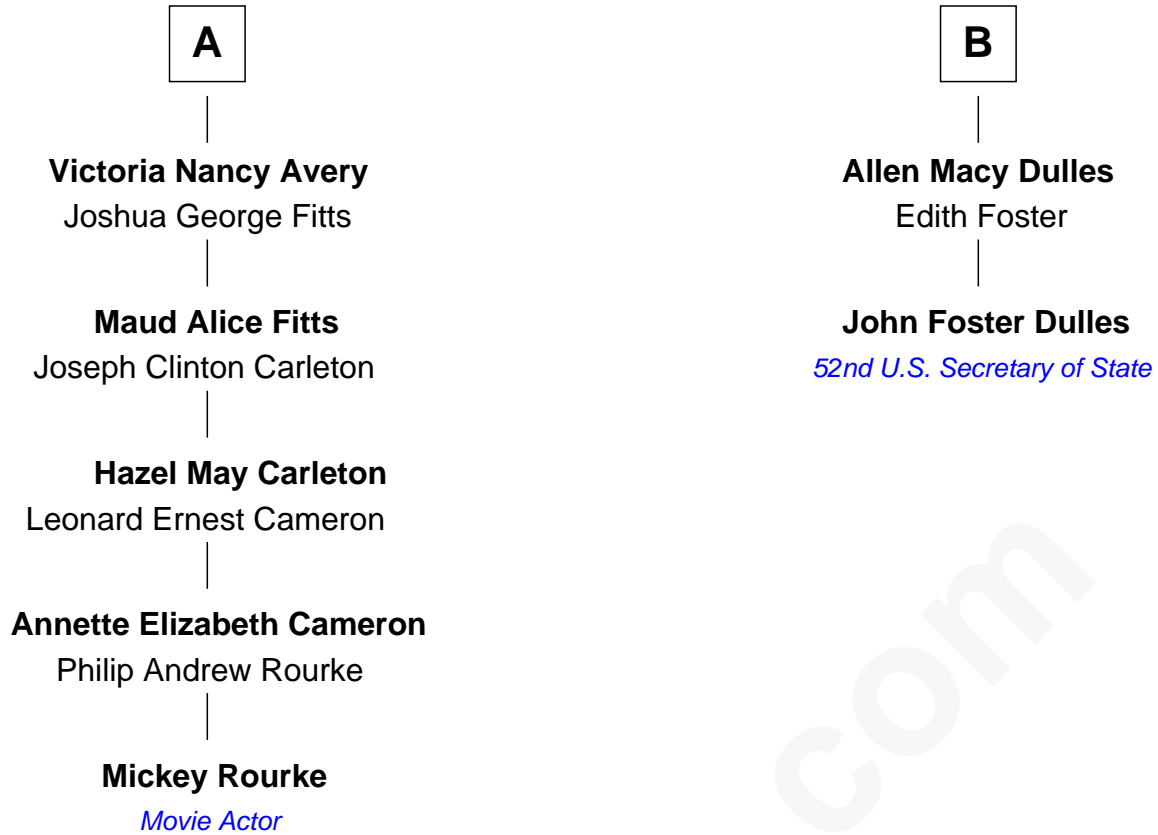 A
Victoria Nancy Avery
Joshua George Fitts
Maud Alice Fitts
Joseph Clinton Carleton
Hazel May Carleton
Leonard Ernest Cameron
Annette Elizabeth Cameron
Philip Andrew Rourke
Mickey Rourke
Movie Actor
B
Allen Macy Dulles
Edith Foster
John Foster Dulles
52nd U.S. Secretary of State
com